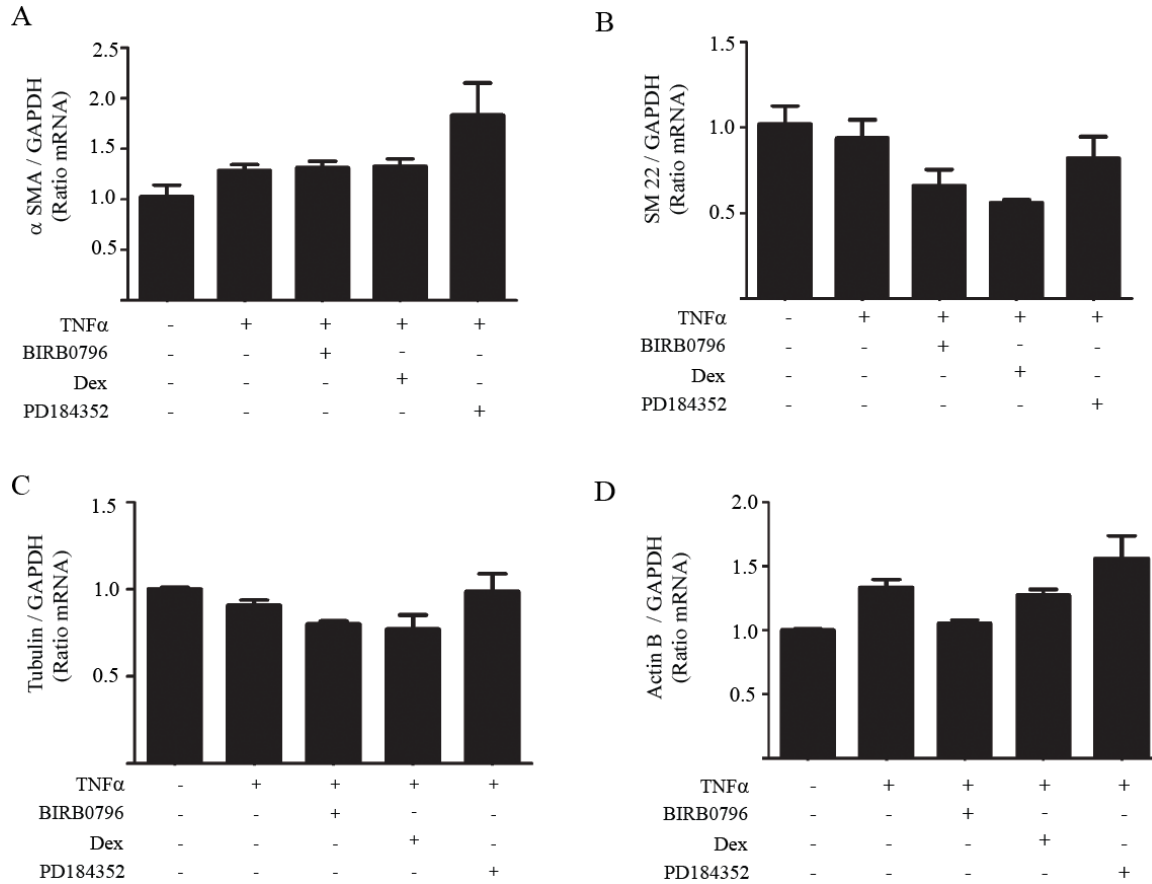 A
α SMA / GAPDH
(Ratio mRNA)
2.5
2.0
1.5
1.0
0.5
TNFα - + + + +
BIRB0796 - - + - -
Dex - - - + -
PD184352 - - - - +
B
SM 22 / GAPDH
(Ratio mRNA)
1.5
1.0
0.5
TNFα - + + + +
BIRB0796 - - + - -
Dex - - - + -
PD184352 - - - - +
C
Tubulin / GAPDH
(Ratio mRNA)
1.5
1.0
0.5
TNFα - + + + +
BIRB0796 - - + - -
Dex - - - + -
PD184352 - - - - +
D
Actin B / GAPDH
(Ratio mRNA)
2.0
1.5
1.0
0.5
TNFα - + + + +
BIRB0796 - - + - -
Dex - - - + -
PD184352 - - - - +